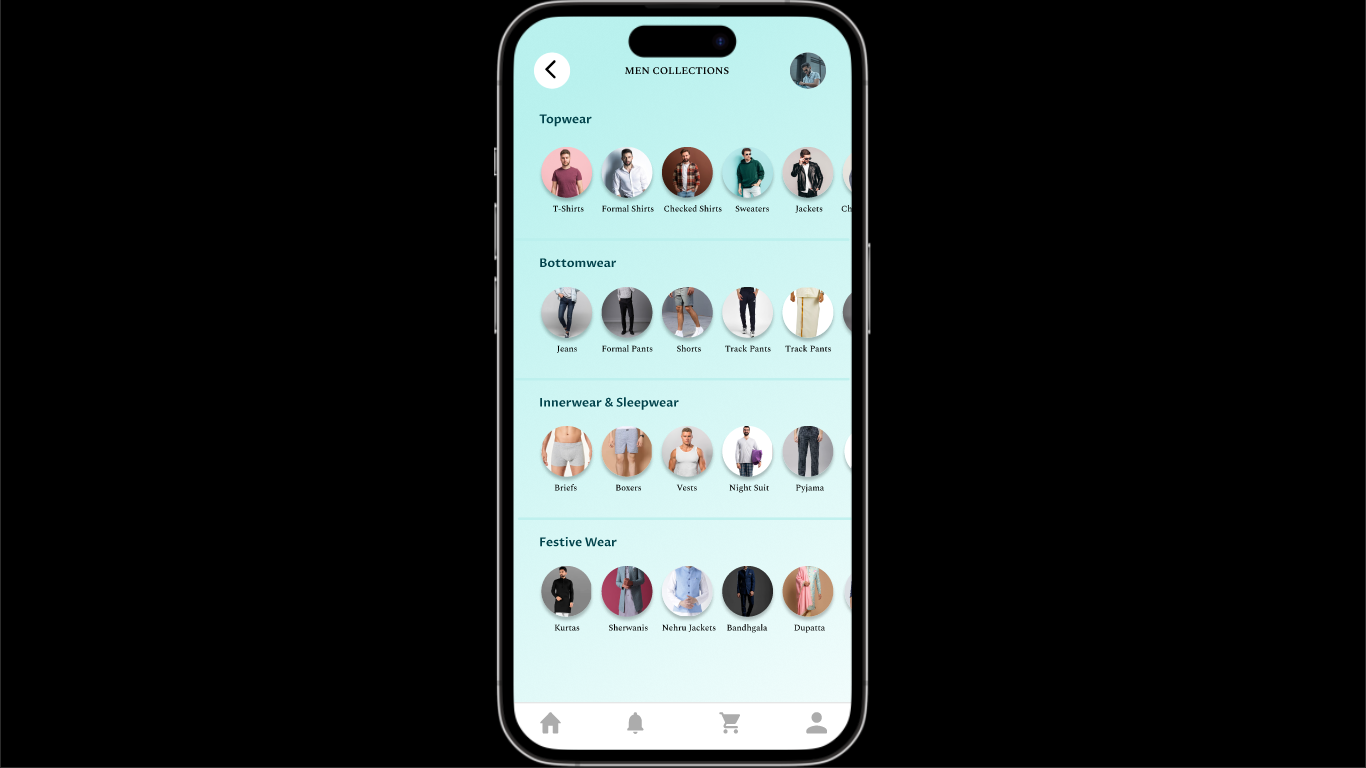 MEN COLLECTIONS
Topwear
T-Shirts Formal Shirts Checked Shirts Sweaters Jackets Ch
Bottomwear
Jeans Formal Pants Shorts Track Pants Track Pants
Innerwear & Sleepwear
Briefs Boxers Vests Night Suit Pyjama
Festive Wear
Kurtas Sherwanis Nehru Jackets Bandhgala Dupatta